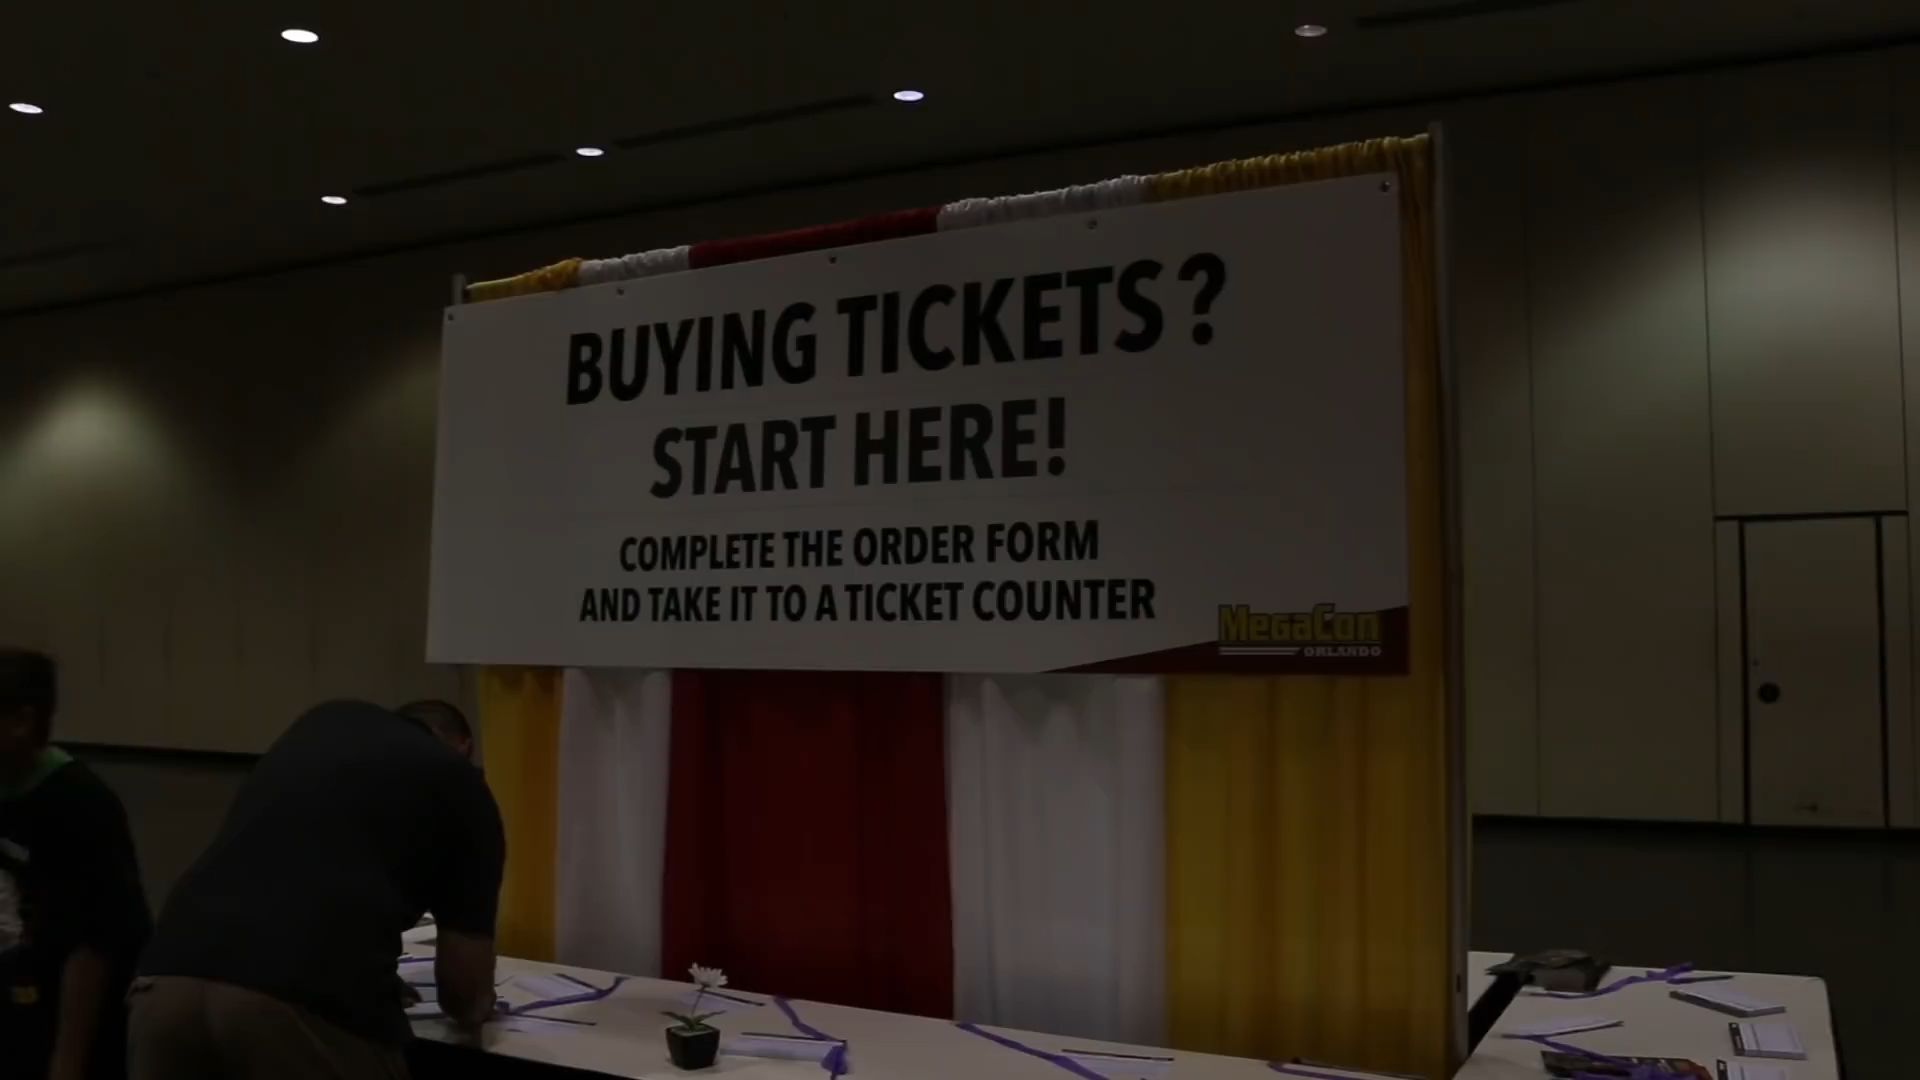 BUYING TICKETS?
START HERE!
COMPLETE THE ORDER FORM
AND TAKE IT TO A TICKET COUNTER
MEGACON
ORLANDO